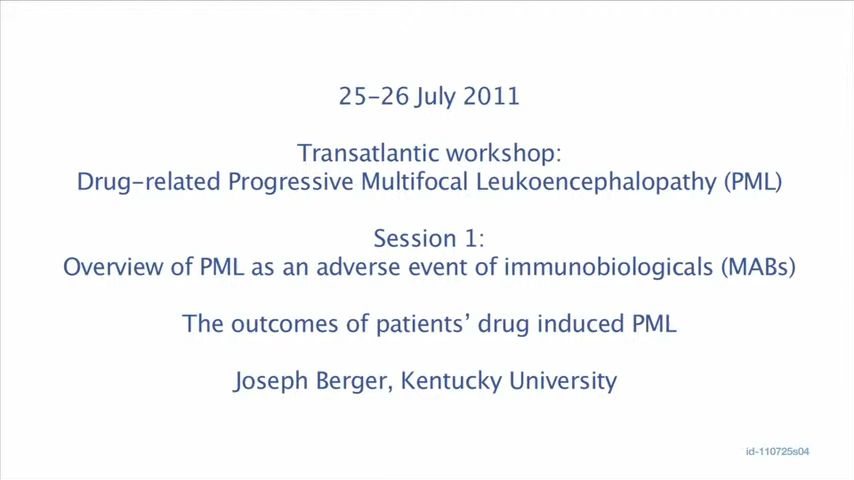 25-26 July 2011
Transatlantic workshop:
Drug-related Progressive Multifocal Leukoencephalopathy (PML)
Session 1:
Overview of PML as an adverse event of immunobiologicals (MABs)
The outcomes of patients’ drug induced PML
Joseph Berger, Kentucky University
id-110725s04